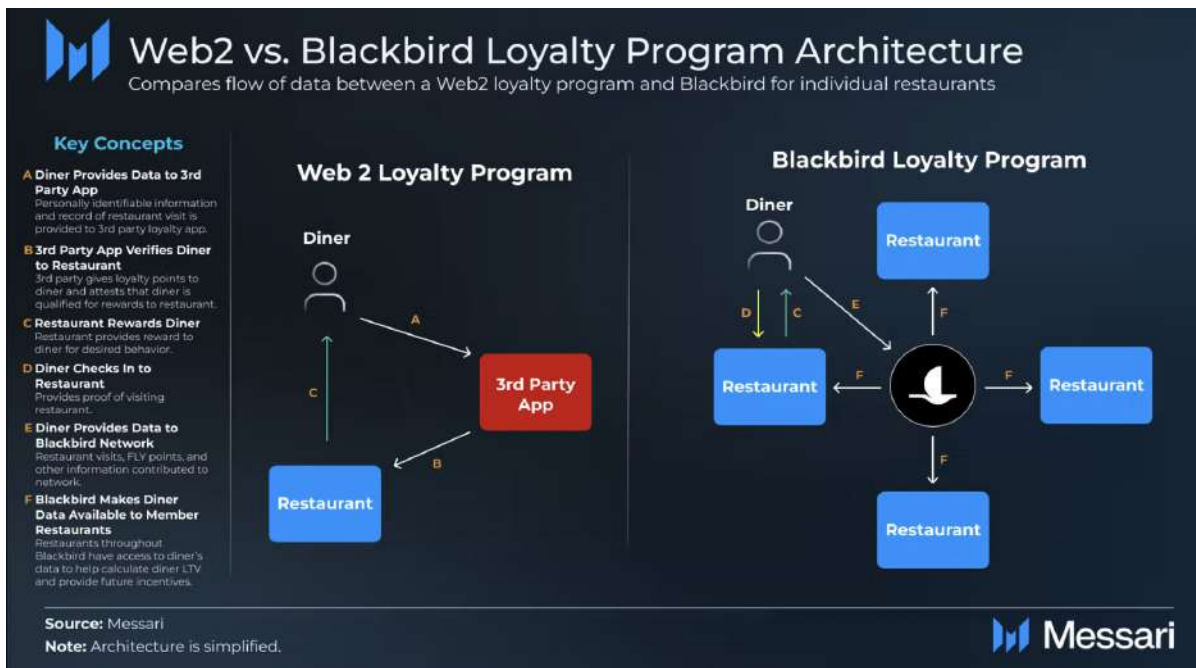 Web2 vs. Blackbird Loyalty Program Architecture
Compares flow of data between a Web2 loyalty program and Blackbird for individual restaurants
Key Concepts
A Diner Provides Data to 3rd
Party App
Personally identifiable information
and record of restaurant visit is
provided to 3rd party loyalty app.
B 3rd Party App Verifies Diner
to Restaurant
3rd party gives loyalty points to
diner and attests that diner is
qualified for rewards to restaurant.
C Restaurant Rewards Diner
Restaurant provides reward to
diner for desired behavior.
D Diner Checks In to
Restaurant
Provides proof of visiting
restaurant.
E Diner Provides Data to
Blackbird Network
Restaurant visits, FLY points, and
other information contributed to
network.
F Blackbird Makes Diner
Data Available to Member
Restaurants
Restaurants throughout
Blackbird have access to diner's
data to help calculate diner LTV
and provide future incentives.
Web 2 Loyalty Program
Diner
A
3rd Party
App
C
B
Restaurant
Blackbird Loyalty Program
Diner
Restaurant
D
C
E
F
Restaurant
F
F
Restaurant
F
Restaurant
Source: Messari
Note: Architecture is simplified.
Messari